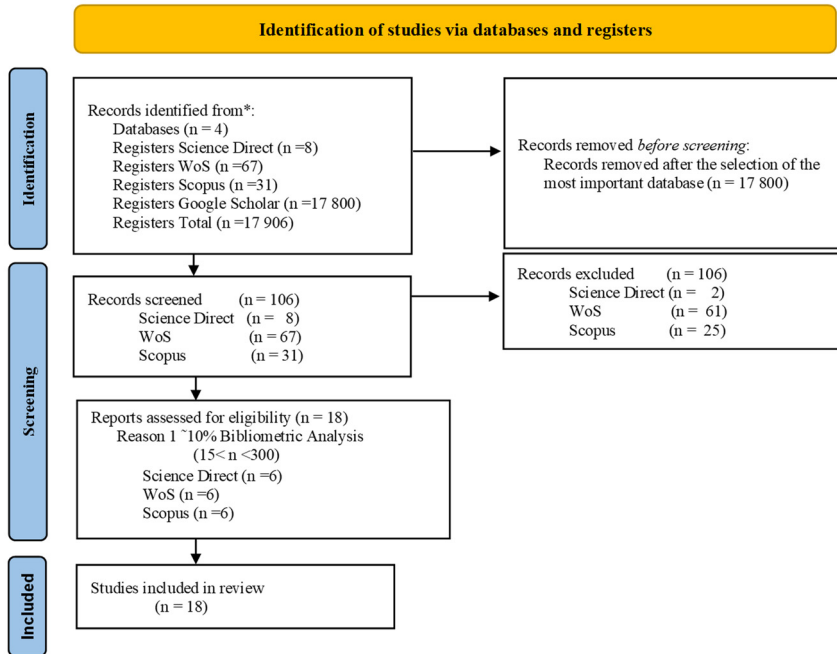 Identification of studies via databases and registers
Identification
Records identified from*:
Databases (n = 4)
Registers Science Direct (n =8)
Registers WoS (n =67)
Registers Scopus (n =31)
Registers Google Scholar (n =17 800)
Registers Total (n =17 906)
Records removed before screening:
Records removed after the selection of the
most important database (n = 17 800)
Screening
Records screened (n = 106)
Science Direct (n = 8)
WoS (n = 67)
Scopus (n = 31)
Records excluded (n = 106)
Science Direct (n = 2)
WoS (n = 61)
Scopus (n = 25)
Reports assessed for eligibility (n = 18)
Reason 1 ~10% Bibliometric Analysis
(15< n <300)
Science Direct (n =6)
WoS (n =6)
Scopus (n =6)
Included
Studies included in review
(n = 18)